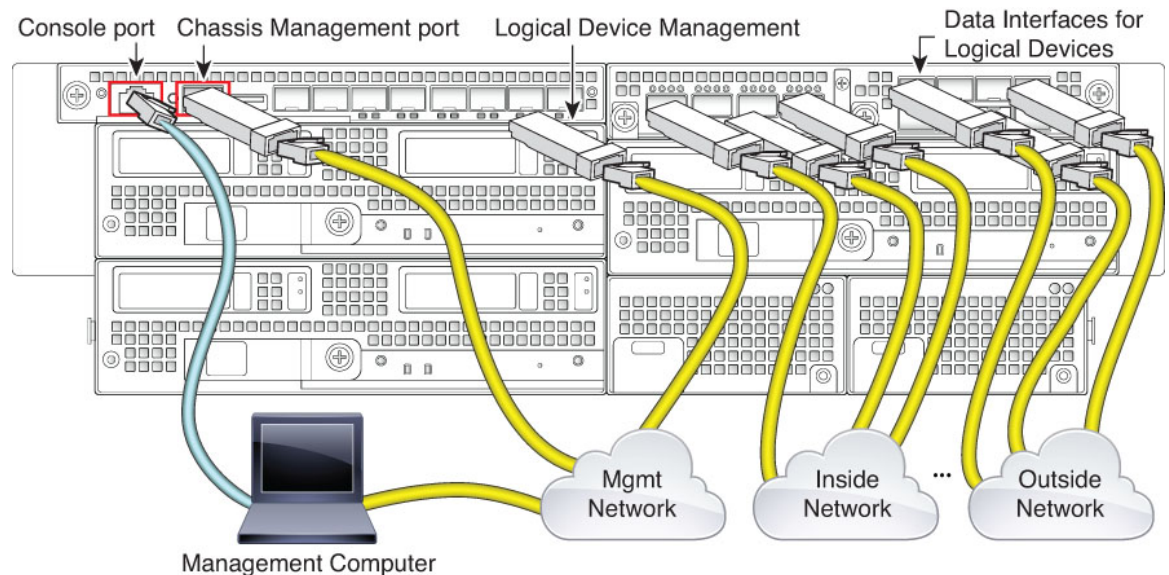 Console port
Chassis Management port
Logical Device Management
Data Interfaces for
Logical Devices
Mgmt
Network
Inside
Network
...
Outside
Network
Management Computer